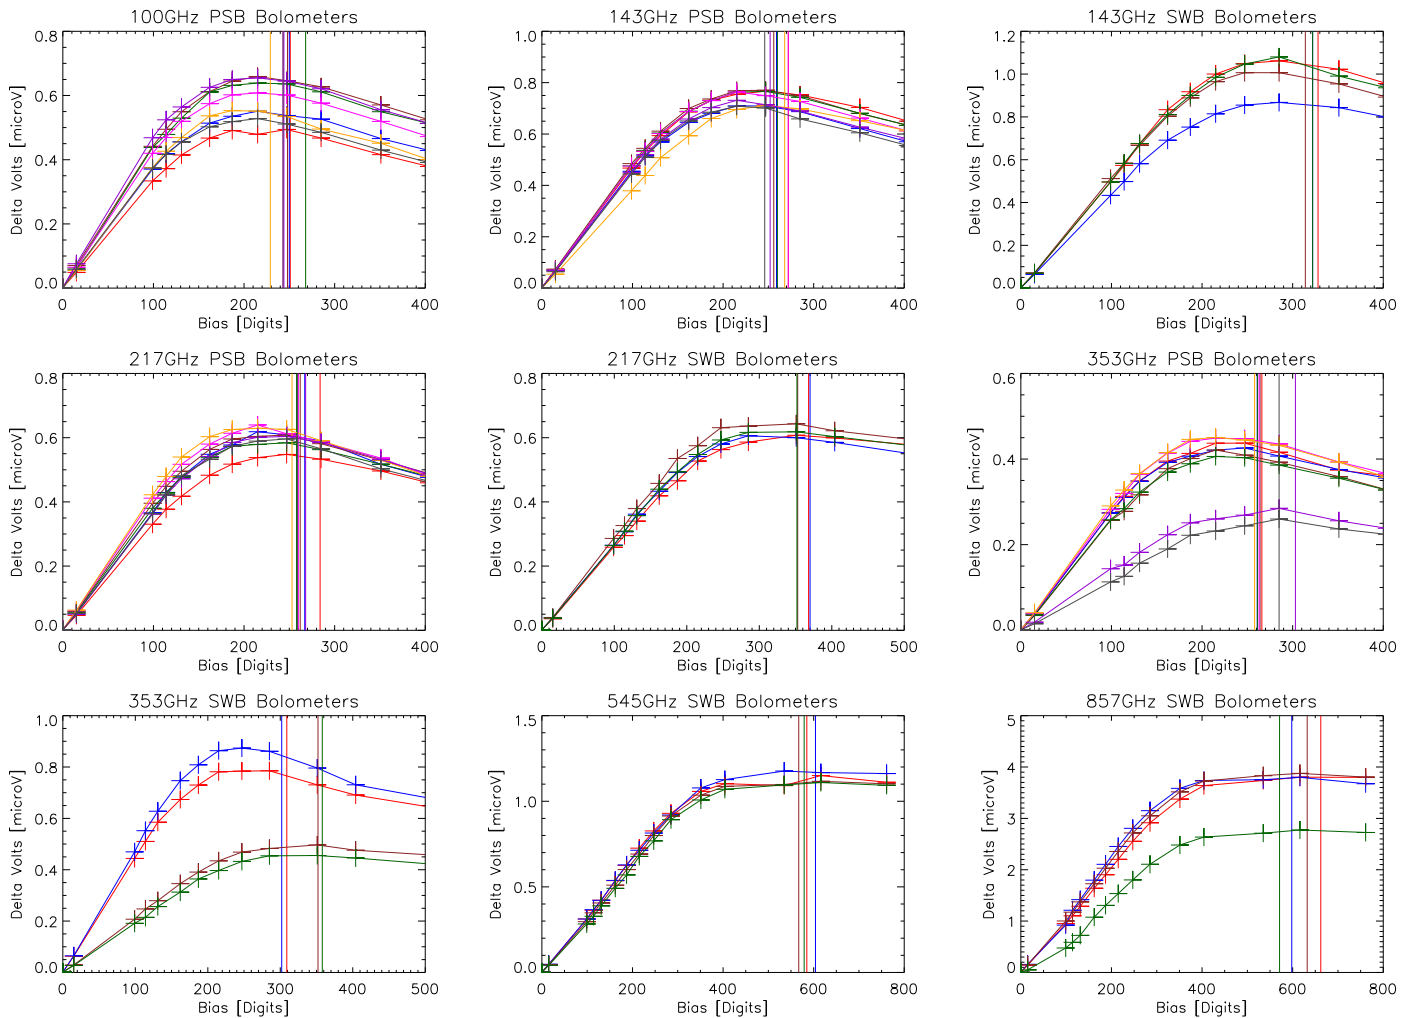 100GHz PSB Bolometers
143GHz PSB Bolometers
143GHz SWB Bolometers
Delta Volts [microV]
0.8
0.6
0.4
0.2
0.0
0 100 200 300 400
Bias [Digits]
Delta Volts [microV]
1.0
0.8
0.6
0.4
0.2
0.0
0 100 200 300 400
Bias [Digits]
Delta Volts [microV]
1.2
1.0
0.8
0.6
0.4
0.2
0.0
0 100 200 300 400
Bias [Digits]
217GHz PSB Bolometers
217GHz SWB Bolometers
353GHz PSB Bolometers
Delta Volts [microV]
0.8
0.6
0.4
0.2
0.0
0 100 200 300 400
Bias [Digits]
Delta Volts [microV]
0.8
0.6
0.4
0.2
0.0
0 100 200 300 400 500
Bias [Digits]
Delta Volts [microV]
0.6
0.4
0.2
0.0
0 100 200 300 400
Bias [Digits]
353GHz SWB Bolometers
545GHz SWB Bolometers
857GHz SWB Bolometers
Delta Volts [microV]
1.0
0.8
0.6
0.4
0.2
0.0
0 100 200 300 400 500
Bias [Digits]
Delta Volts [microV]
1.5
1.0
0.5
0.0
0 200 400 600 800
Bias [Digits]
Delta Volts [microV]
5
4
3
2
1
0
0 200 400 600 800
Bias [Digits]